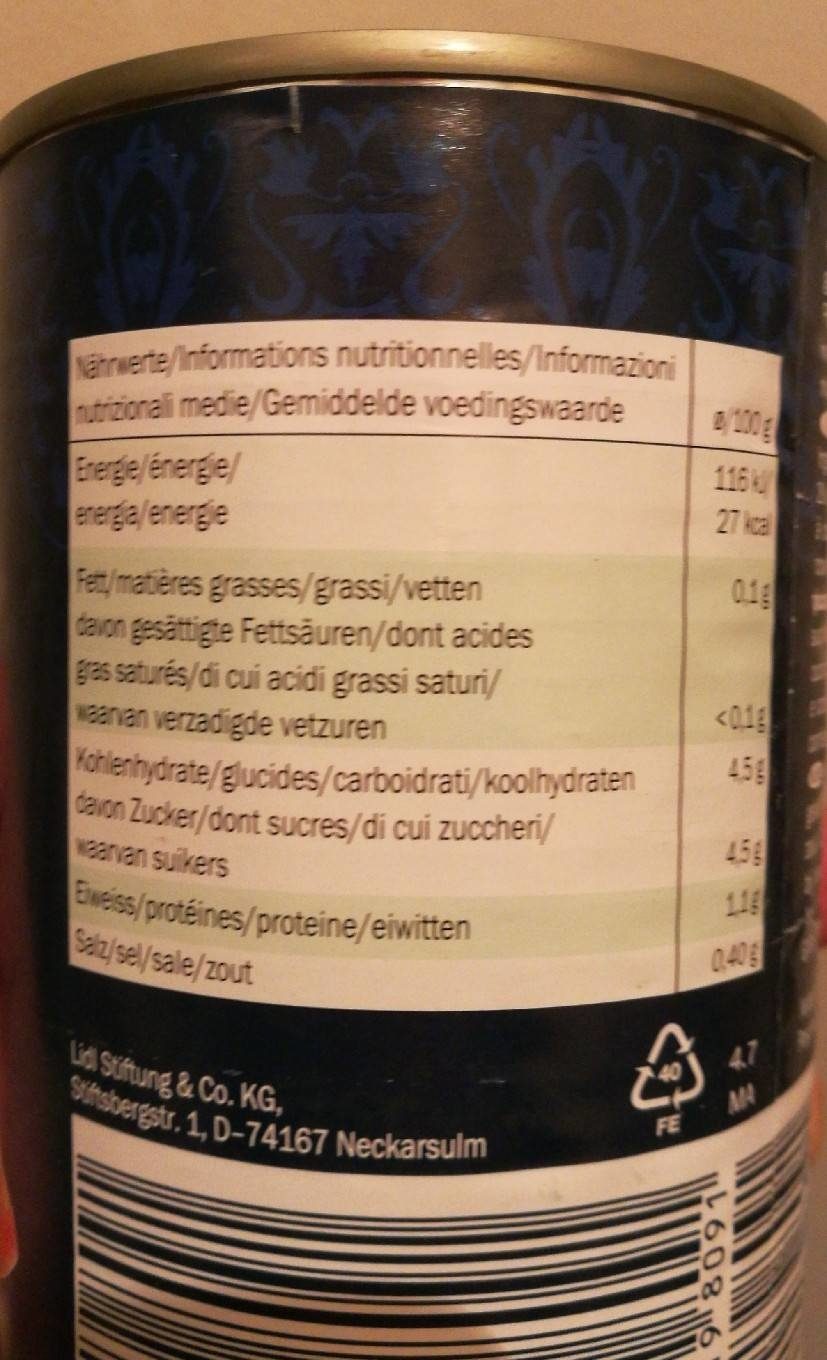 Nährwerte/Informations nutritionnelles/Informazioni
nutrizionali medie/Gemiddelde voedingswaarde ø/100 g
Energie/énergie/ 116 kJ/
energia/energie 27 kcal
Fett/matières grasses/grassi/vetten 0,1 g
davon gesättigte Fettsäuren/dont acides
gras saturés/di cui acidi grassi saturi/
waarvan verzadigde vetzuren <0,1 g
Kohlenhydrate/glucides/carboidrati/koolhydraten 4,5 g
davon Zucker/dont sucres/di cui zuccheri/
waarvan suikers 4,5 g
Eiweiss/protéines/proteine/eiwitten 1,1 g
Salz/sel/sale/zout 0,40 g
Lidl Stiftung & Co. KG,
Stiftsbergstr. 1, D-74167 Neckarsulm
40
FE
4.7
MA